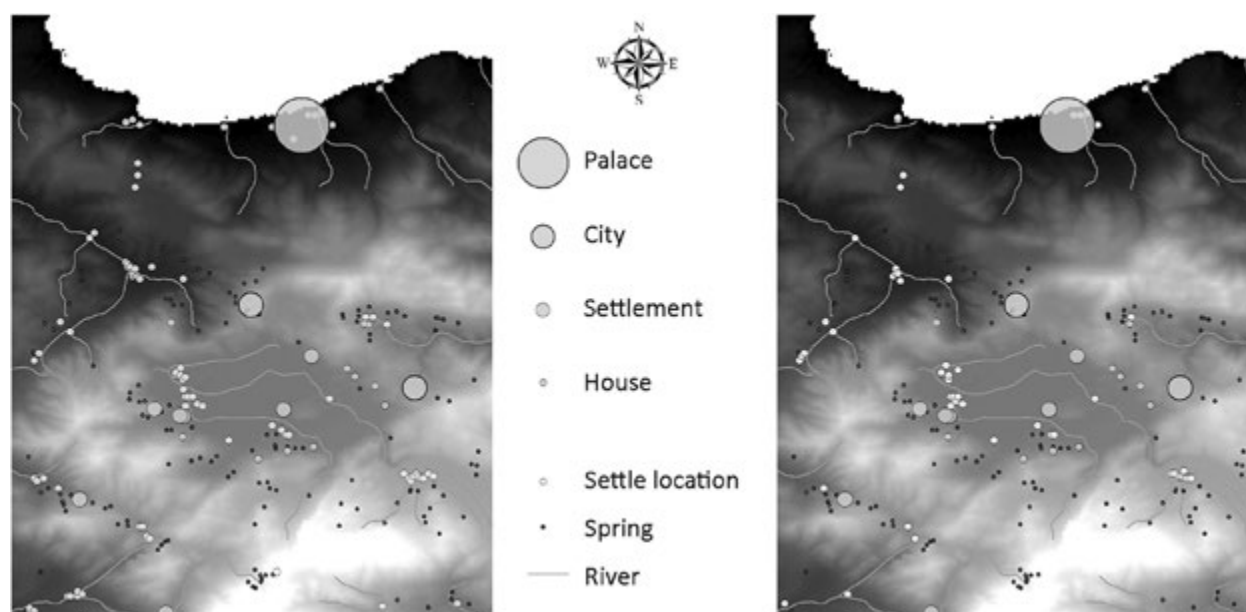 N
W E
S
Palace
City
Settlement
House
Settle location
Spring
River